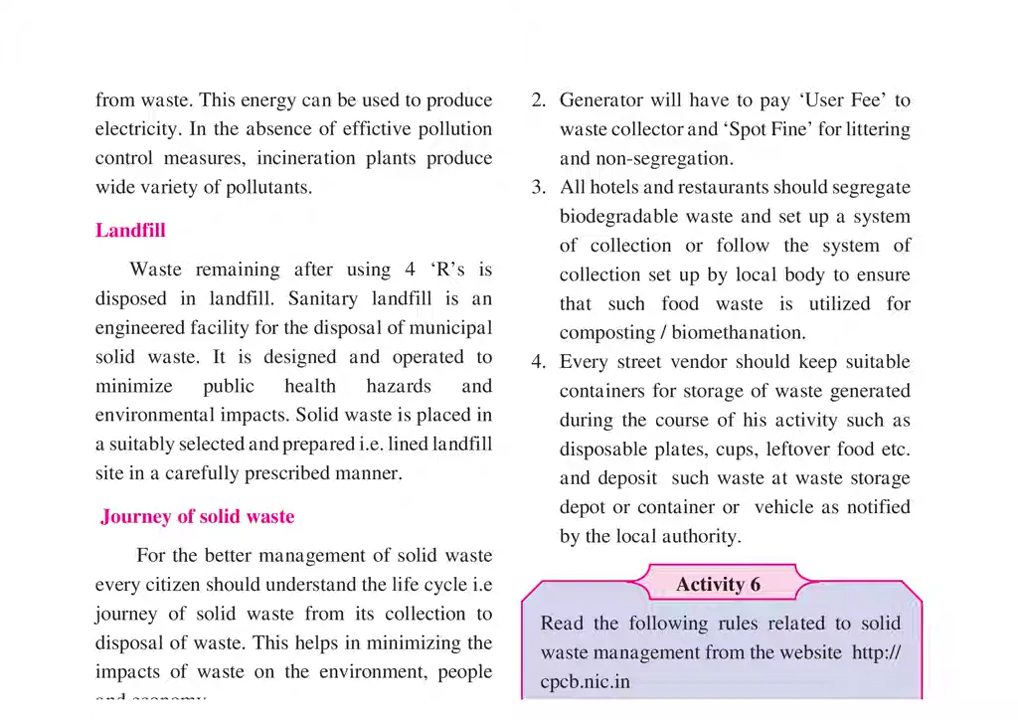 from waste. This energy can be used to produce
electricity. In the absence of effictive pollution
control measures, incineration plants produce
wide variety of pollutants.
Landfill
Waste remaining after using 4 ‘R’s is
disposed in landfill. Sanitary landfill is an
engineered facility for the disposal of municipal
solid waste. It is designed and operated to
minimize public health hazards and
environmental impacts. Solid waste is placed in
a suitably selected and prepared i.e. lined landfill
site in a carefully prescribed manner.
Journey of solid waste
For the better management of solid waste
every citizen should understand the life cycle i.e
journey of solid waste from its collection to
disposal of waste. This helps in minimizing the
impacts of waste on the environment, people
and economy
2. Generator will have to pay ‘User Fee’ to
waste collector and ‘Spot Fine’ for littering
and non-segregation.
3. All hotels and restaurants should segregate
biodegradable waste and set up a system
of collection or follow the system of
collection set up by local body to ensure
that such food waste is utilized for
composting / biomethanation.
4. Every street vendor should keep suitable
containers for storage of waste generated
during the course of his activity such as
disposable plates, cups, leftover food etc.
and deposit such waste at waste storage
depot or container or vehicle as notified
by the local authority.
Activity 6
Read the following rules related to solid
waste management from the website http://
cpcb.nic.in